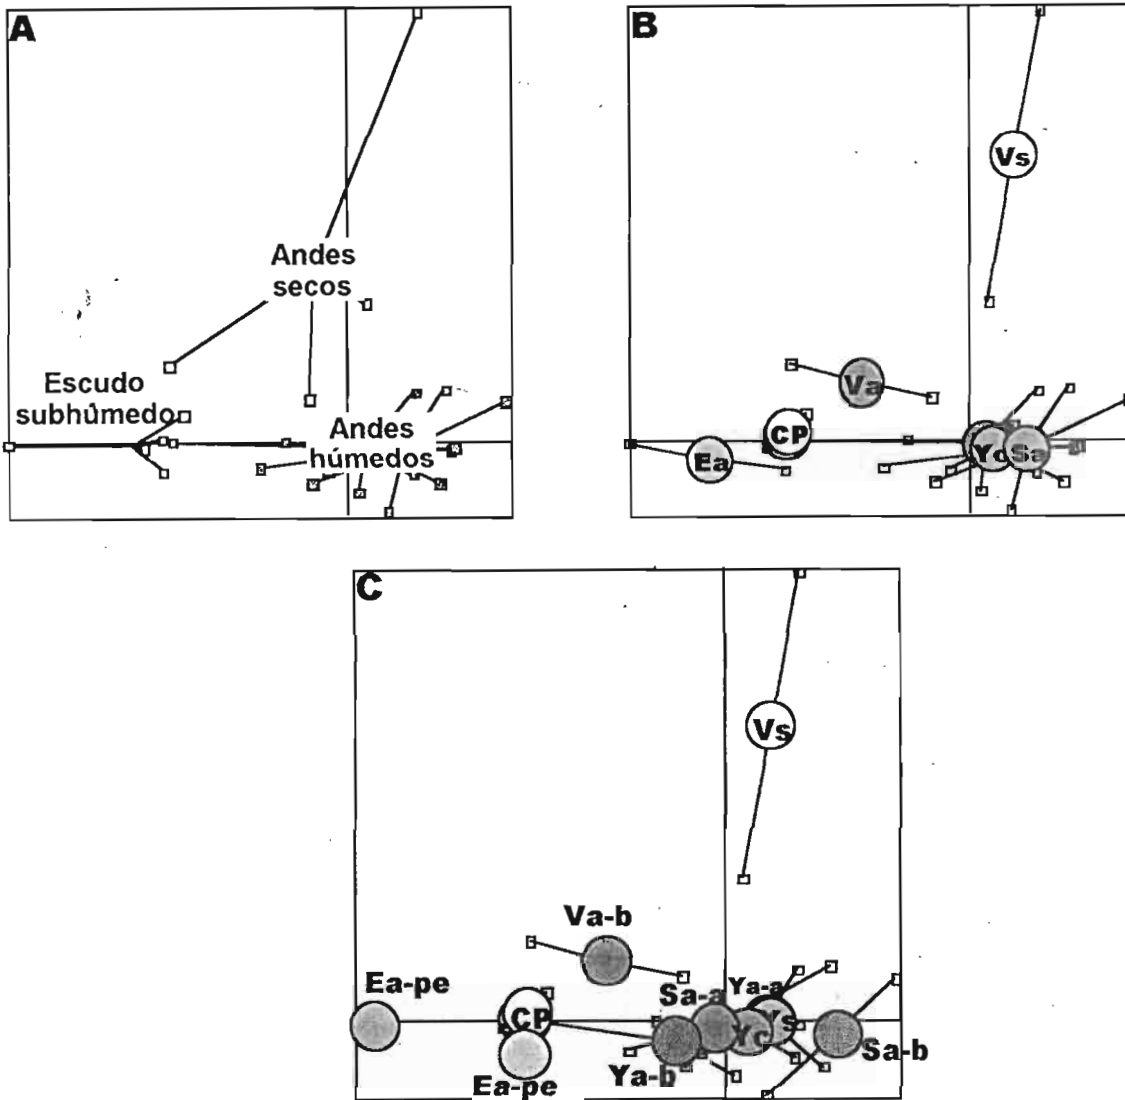 A
Andes
secos
Escudo
subhúmedo
Andes
húmedos
B
Vs
Va
CP
Ea
Yc
Sa
C
Vs
Va-b
Ea-pe
CP
Sa-a
Ya-a
Ys
Yc
Sa-b
Ya-b
Ea-pe